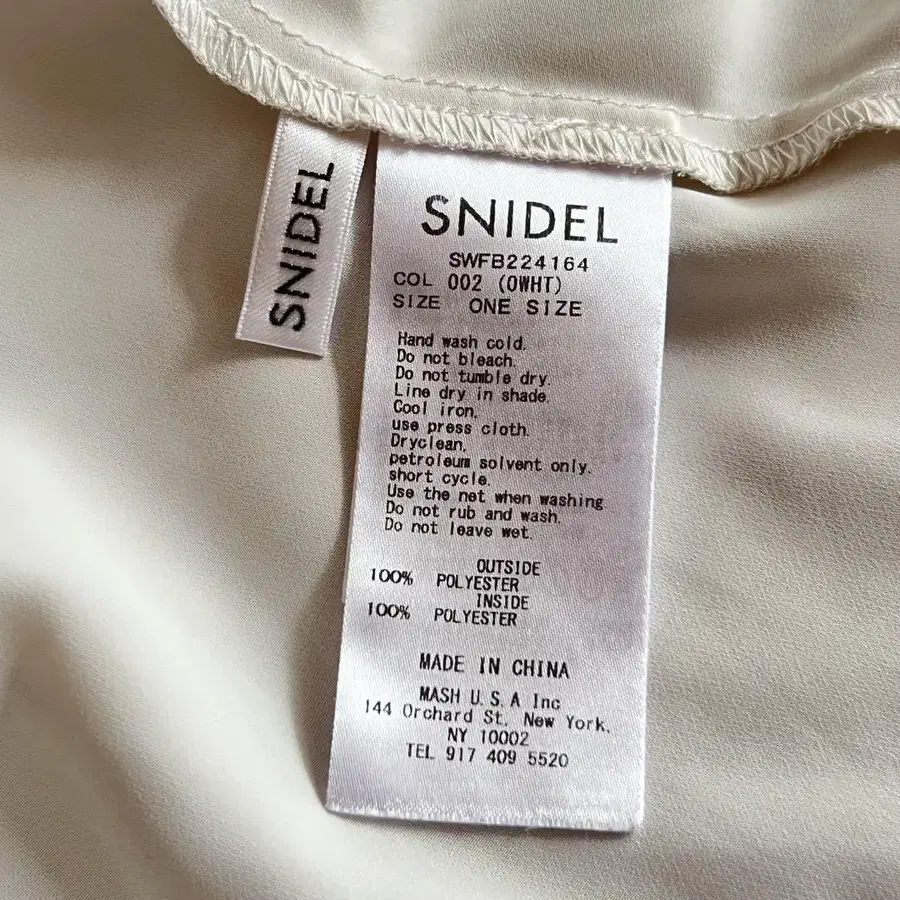 SNIDEL
SNIDEL
SWFB224164
COL 002 (OWHT)
SIZE ONE SIZE
Hand wash cold.
Do not bleach.
Do not tumble dry.
Line dry in shade.
Cool iron.
use press cloth.
Dryclean,
petroleum solvent only.
short cycle.
Use the net when washing
Do not rub and wash.
Do not leave wet.
OUTSIDE
100% POLYESTER
INSIDE
100% POLYESTER
MADE IN CHINA
MASH U.S.A Inc
144 Orchard St, New York,
NY 10002
TEL 917 409 5520